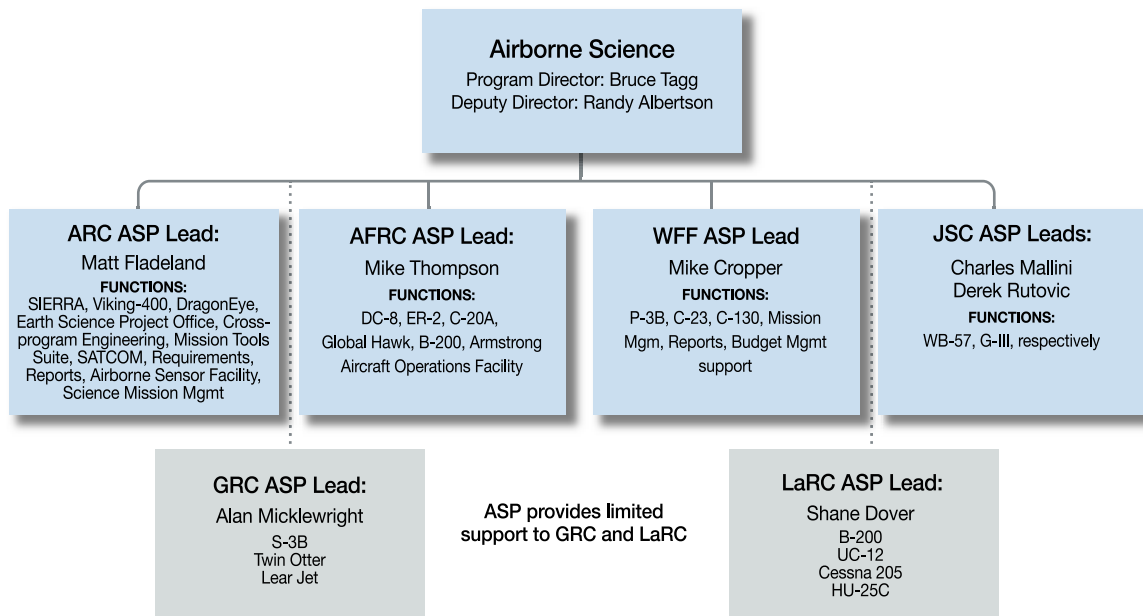 Airborne Science
Program Director: Bruce Tagg
Deputy Director: Randy Albertson
ARC ASP Lead:
Matt Fladeland
FUNCTIONS:
SIERRA, Viking-400, DragonEye,
Earth Science Project Office, Cross-
program Engineering, Mission Tools
Suite, SATCOM, Requirements,
Reports, Airborne Sensor Facility,
Science Mission Mgmt
AFRC ASP Lead:
Mike Thompson
FUNCTIONS:
DC-8, ER-2, C-20A,
Global Hawk, B-200, Armstrong
Aircraft Operations Facility
WFF ASP Lead
Mike Cropper
FUNCTIONS:
P-3B, C-23, C-130, Mission
Mgm, Reports, Budget Mgmt
support
JSC ASP Leads:
Charles Mallini
Derek Rutovic
FUNCTIONS:
WB-57, G-III, respectively
GRC ASP Lead:
Alan Micklewright
S-3B
Twin Otter
Lear Jet
ASP provides limited
support to GRC and LaRC
LaRC ASP Lead:
Shane Dover
B-200
UC-12
Cessna 205
HU-25C